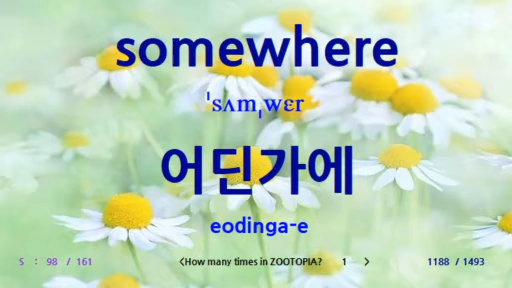 somewhere
ˈsʌmˌwɛr
어딘가에
eodinga-e
S : 98 / 161 <How many times in ZOOTOPIA? 1 > 1188 / 1493